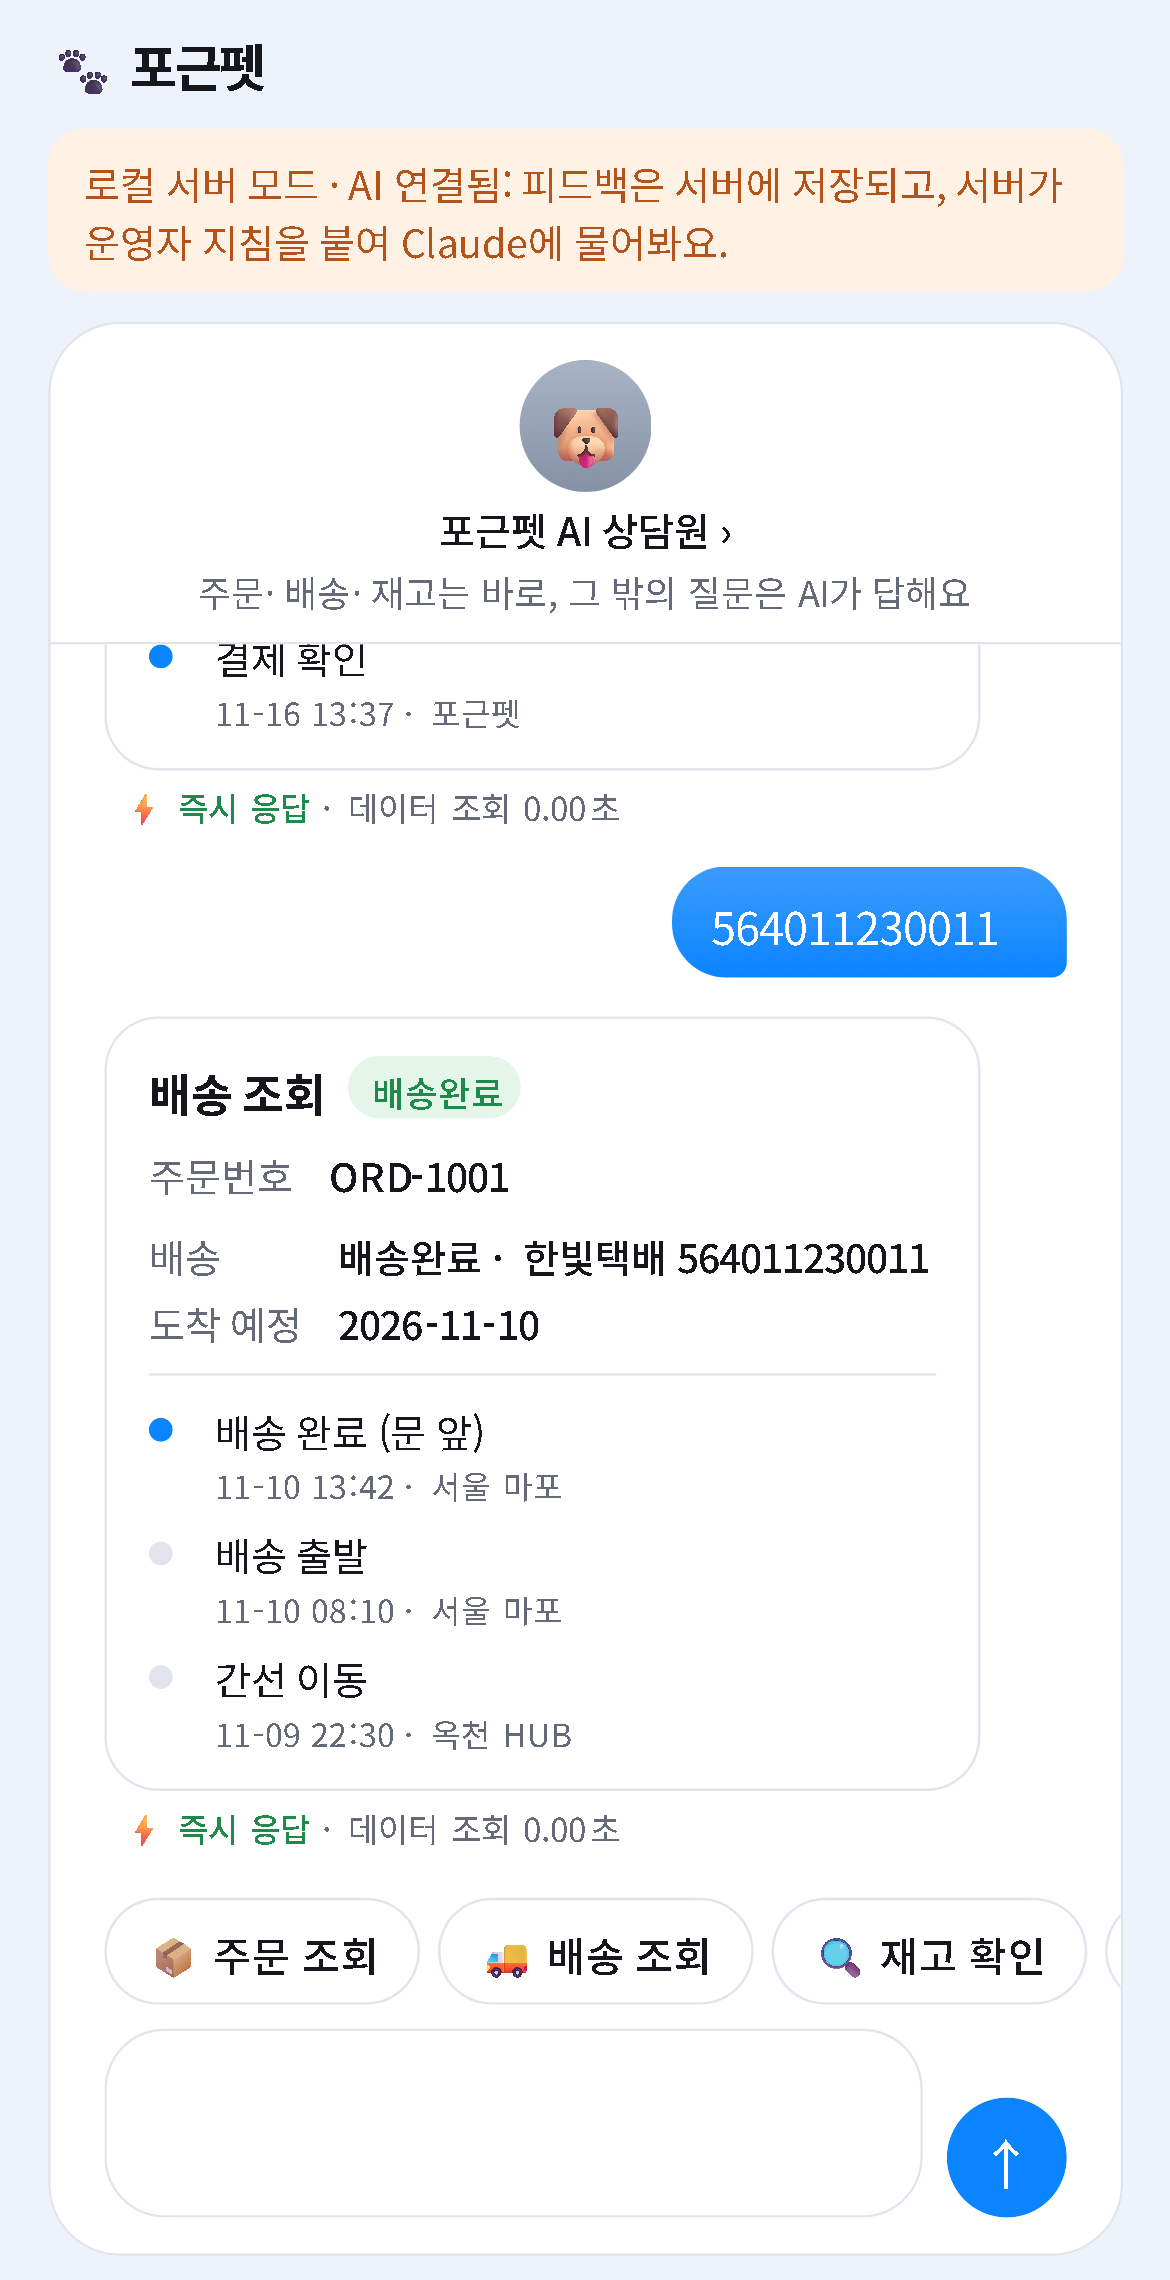 포근펫
로컬 서버 모드 · AI 연결됨: 피드백은 서버에 저장되고, 서버가
운영자 지침을 붙여 Claude에 물어봐요.
포근펫 AI 상담원 ›
주문· 배송· 재고는 바로, 그 밖의 질문은 AI가 답해요
결제 확인
11-16 13:37 · 포근펫
즉시 응답 · 데이터 조회 0.00초
564011230011
배송 조회 배송완료
주문번호 ORD-1001
배송 배송완료 · 한빛택배 564011230011
도착 예정 2026-11-10
배송 완료 (문 앞)
11-10 13:42 · 서울 마포
배송 출발
11-10 08:10 · 서울 마포
간선 이동
11-09 22:30 · 옥천 HUB
즉시 응답 · 데이터 조회 0.00초
주문 조회 배송 조회 재고 확인
↑